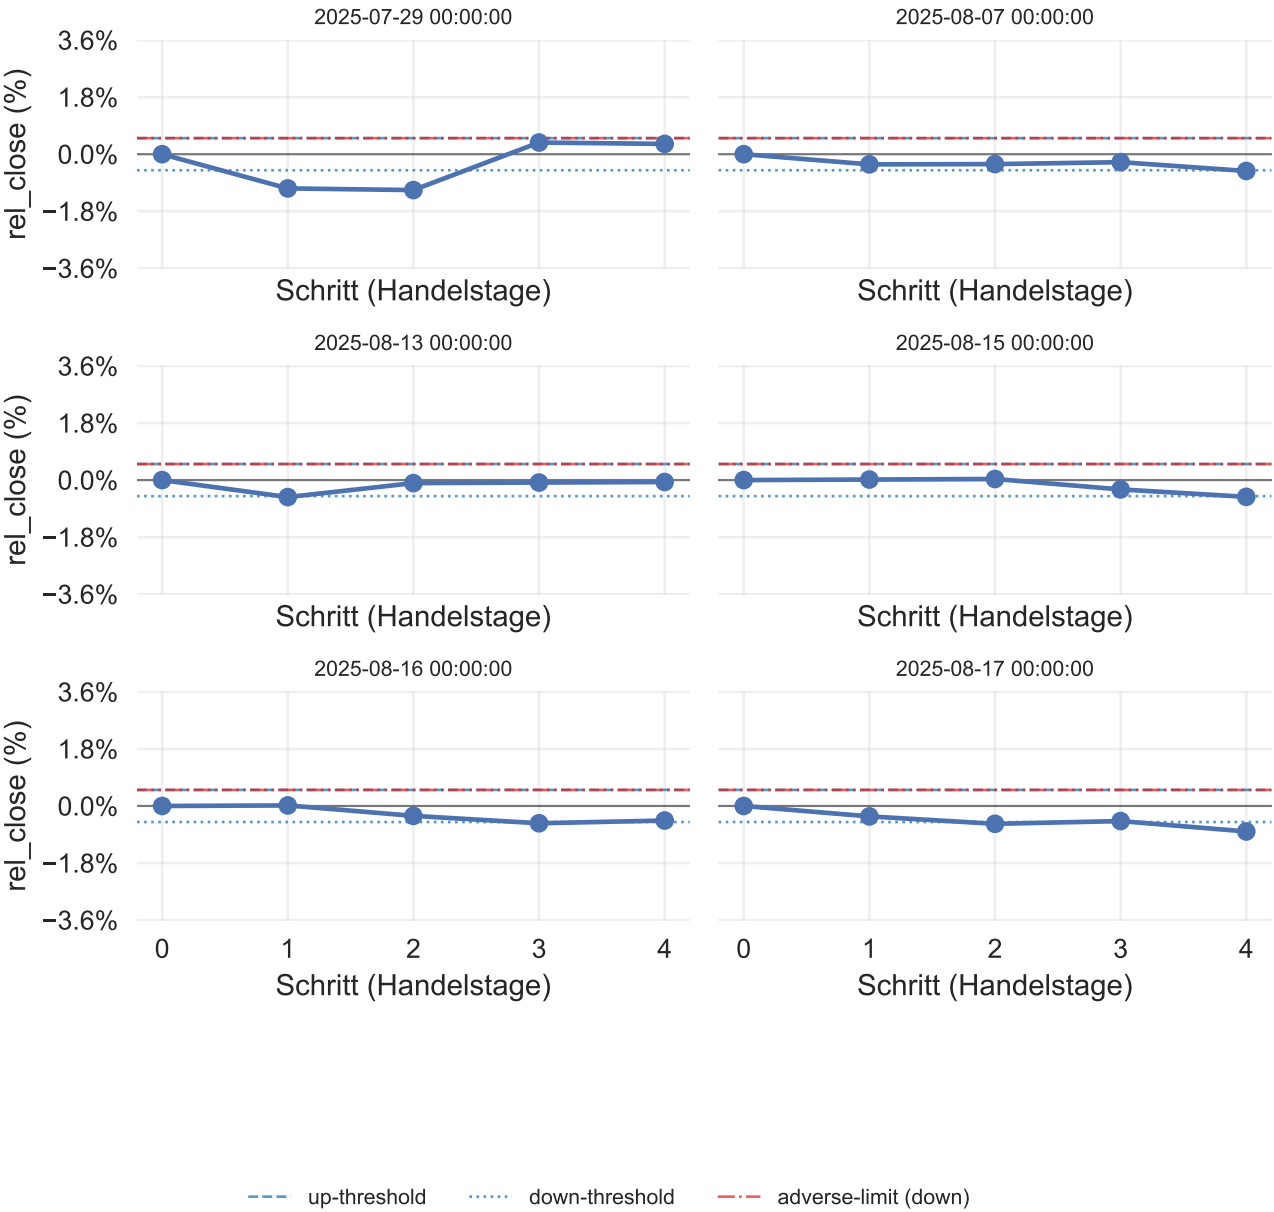 2025-07-29 00:00:00
3.6%
1.8%
0.0%
−1.8%
−3.6%
rel_close (%)
Schritt (Handelstage)
2025-08-07 00:00:00
Schritt (Handelstage)
2025-08-13 00:00:00
3.6%
1.8%
0.0%
−1.8%
−3.6%
rel_close (%)
Schritt (Handelstage)
2025-08-15 00:00:00
Schritt (Handelstage)
2025-08-16 00:00:00
3.6%
1.8%
0.0%
−1.8%
−3.6%
rel_close (%)
0 1 2 3 4
Schritt (Handelstage)
2025-08-17 00:00:00
0 1 2 3 4
Schritt (Handelstage)
up-threshold
down-threshold
adverse-limit (down)